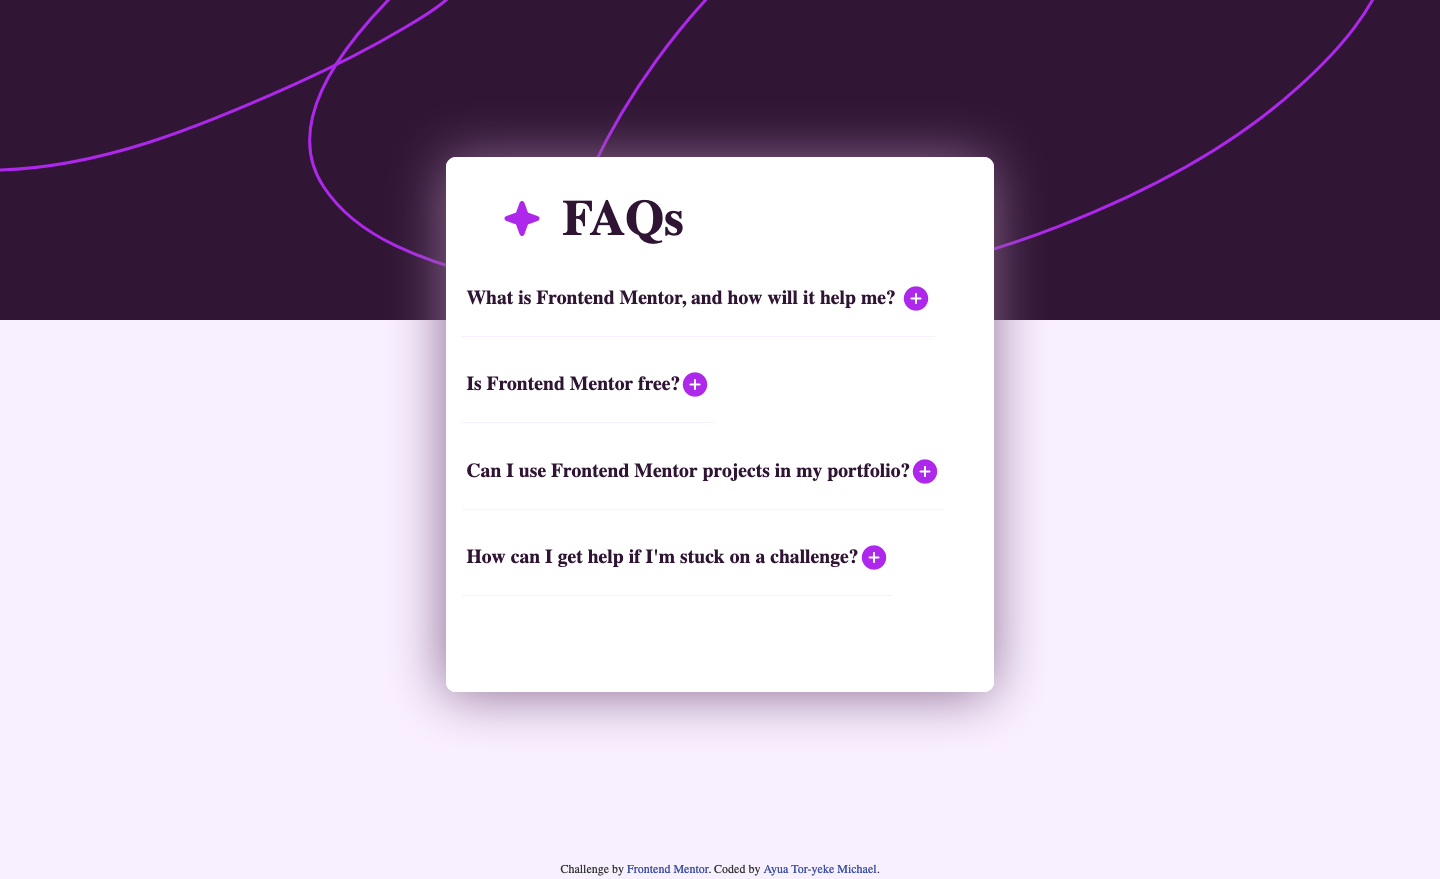 FAQs
What is Frontend Mentor, and how will it help me?
Is Frontend Mentor free?
Can I use Frontend Mentor projects in my portfolio?
How can I get help if I'm stuck on a challenge?
Challenge by Frontend Mentor. Coded by Ayua Tor-yeke Michael.